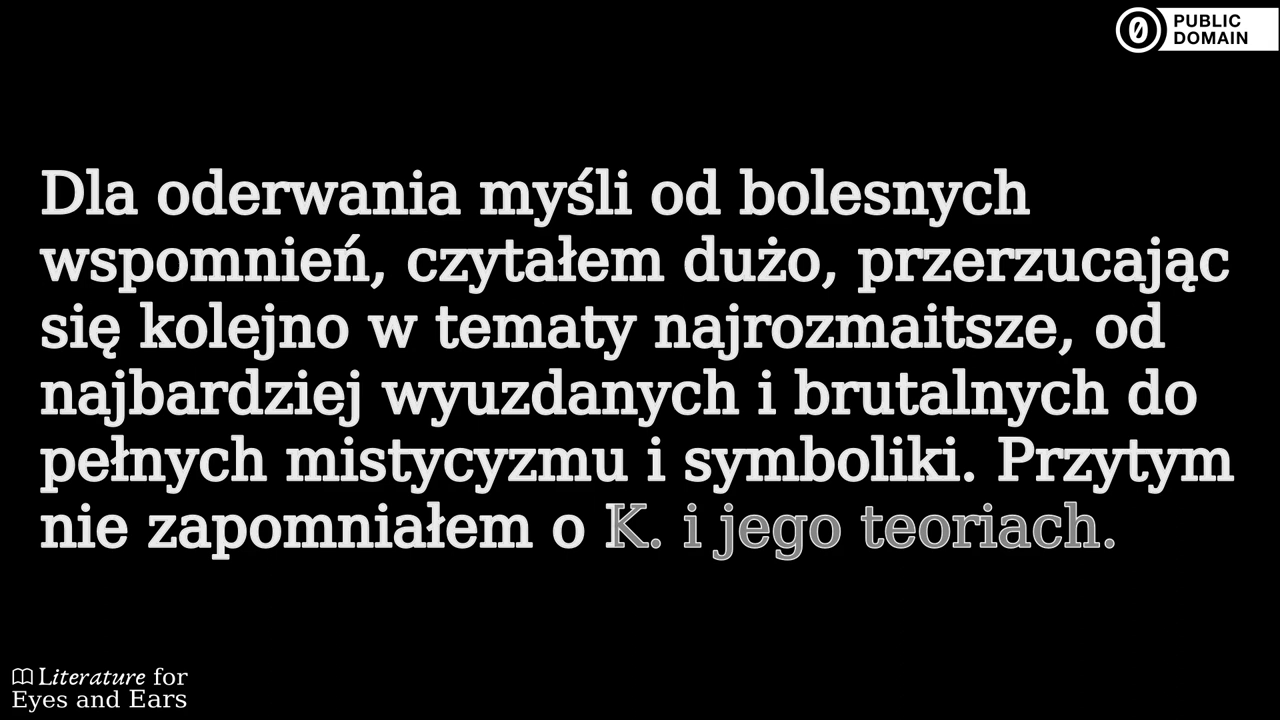 PUBLIC
DOMAIN
Dla oderwania myśli od bolesnych
wspomnień, czytałem dużo, przerzucając
się kolejno w tematy najrozmaitsze, od
najbardziej wyuzdanych i brutalnych do
pełnych mistycyzmu i symboliki. Przytym
nie zapomniałem o K. i jego teoriach.
Literature for
Eyes and Ears